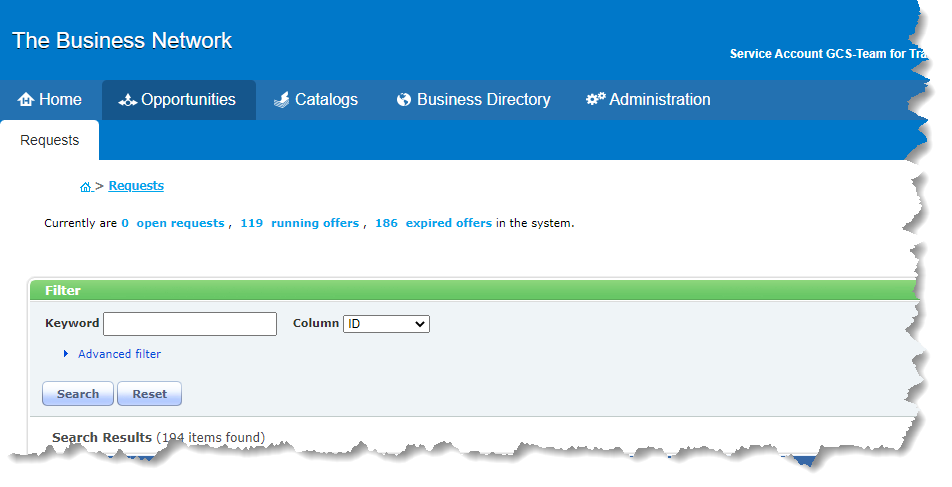 The Business Network
Service Account GCS-Team for
Home Opportunities Catalogs Business Directory Administration
Requests
> Requests
Currently are 0 open requests , 119 running offers , 186 expired offers in the system.
Filter
Keyword Column ID
Advanced filter
Search Reset
Search Results (194 items found)